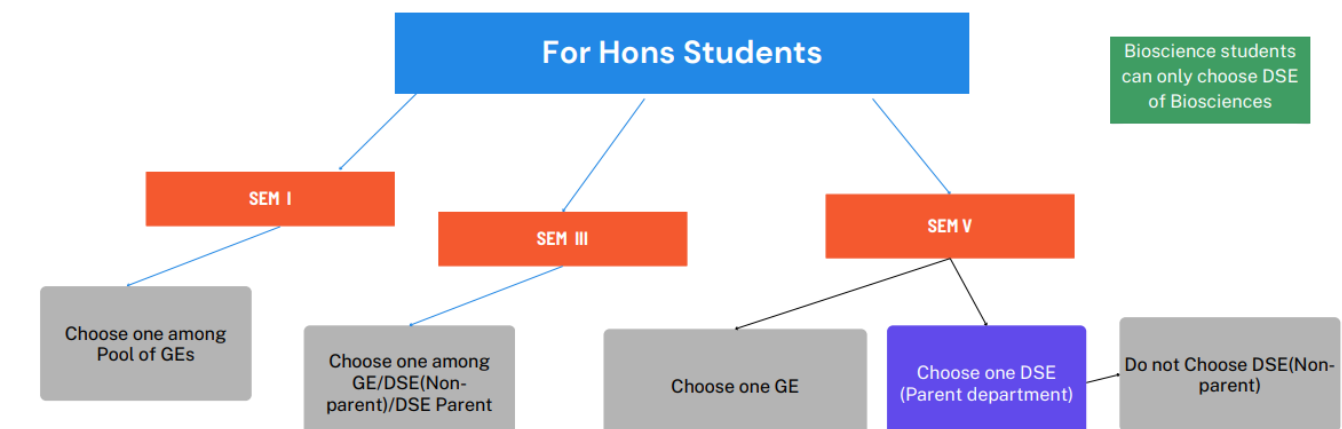 For Hons Students
Bioscience students
can only choose DSE
of Biosciences
SEM I
SEM III
SEM V
Choose one among
Pool of GEs
Choose one among
GE/DSE(Non-
parent)/DSE Parent
Choose one GE
Choose one DSE
(Parent department)
Do not Choose DSE(Non-
parent)